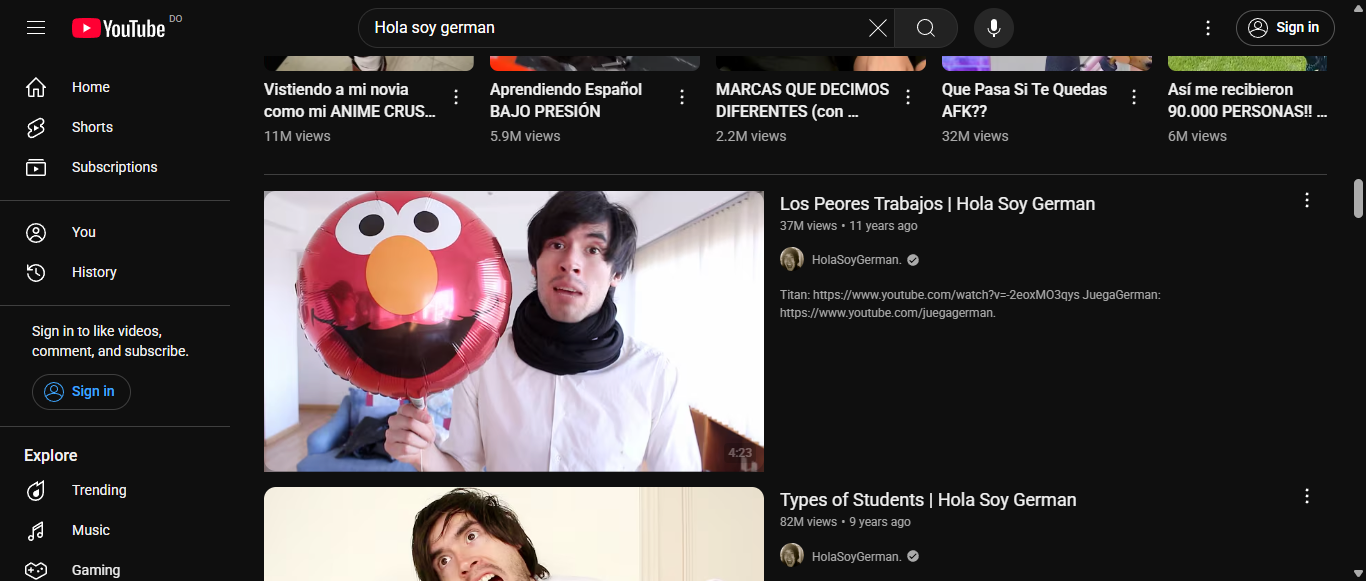 YouTube DO
Hola soy german
Sign in
Home
Shorts
Subscriptions
You
History
Sign in to like videos,
comment, and subscribe.
Sign in
Explore
Trending
Music
Gaming
Vistiendo a mi novia
como mi ANIME CRUS...
11M views
Aprendiendo Español
BAJO PRESIÓN
5.9M views
MARCAS QUE DECIMOS
DIFERENTES (con ...
2.2M views
Que Pasa Si Te Quedas
AFK??
32M views
Así me recibieron
90.000 PERSONAS!! ...
6M views
4:23
Los Peores Trabajos | Hola Soy German
37M views • 11 years ago
HolaSoyGerman.
Titan: https://www.youtube.com/watch?v=-2eoxMO3qys JuegaGerman:
https://www.youtube.com/juegagerman.
Types of Students | Hola Soy German
82M views • 9 years ago
HolaSoyGerman.